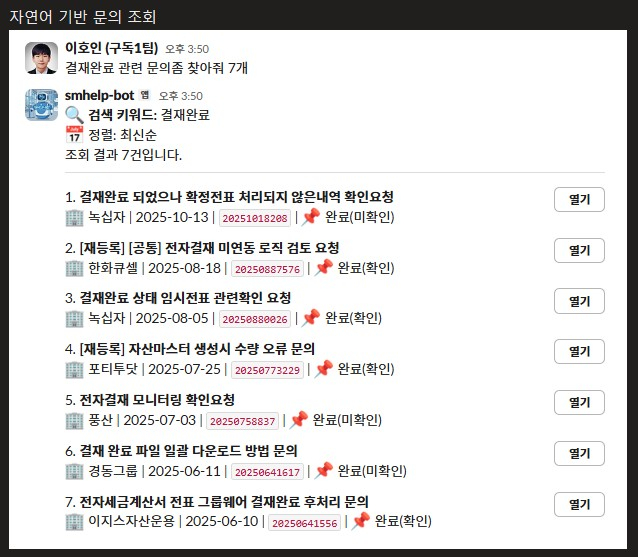 자연어 기반 문의 조회
이호인 (구독1팀) 오후 3:50
결재완료 관련 문의좀 찾아줘 7개
smhelp-bot 앱 오후 3:50
🔍 검색 키워드: 결재완료
📅 정렬: 최신순
조회 결과 7건입니다.
1. 결재완료 되었으나 확정전표 처리되지 않은내역 확인요청 열기
🏢 녹십자 | 2025-10-13 | 20251018208 | 📌 완료(미확인)
2. [재등록] [공통] 전자결재 미연동 로직 검토 요청 열기
🏢 한화큐셀 | 2025-08-18 | 20250887576 | 📌 완료(확인)
3. 결재완료 상태 임시전표 관련확인 요청 열기
🏢 녹십자 | 2025-08-05 | 20250880026 | 📌 완료(확인)
4. [재등록] 자산마스터 생성시 수량 오류 문의 열기
🏢 포티투닷 | 2025-07-25 | 20250773229 | 📌 완료(확인)
5. 전자결재 모니터링 확인요청 열기
🏢 풍산 | 2025-07-03 | 20250758837 | 📌 완료(미확인)
6. 결재 완료 파일 일괄 다운로드 방법 문의 열기
🏢 경동그룹 | 2025-06-11 | 20250641617 | 📌 완료(미확인)
7. 전자세금계산서 전표 그룹웨어 결재완료 후처리 문의 열기
🏢 이지스자산운용 | 2025-06-10 | 20250641556 | 📌 완료(확인)